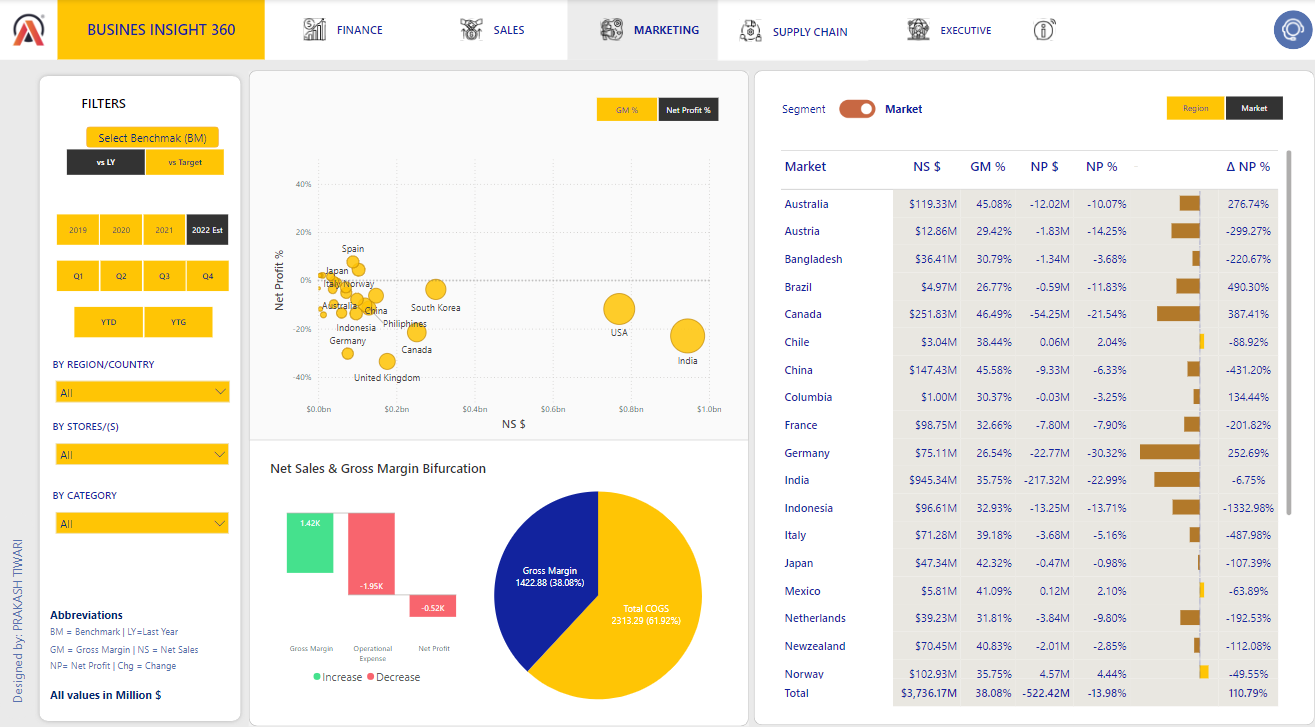 BUSINES INSIGHT 360
FINANCE
SALES
MARKETING
SUPPLY CHAIN
EXECUTIVE
FILTERS
Select Benchmak (BM)
vs LY
vs Target
2019
2020
2021
2022 Est
Q1
Q2
Q3
Q4
YTD
YTG
BY REGION/COUNTRY
All
BY STORES/(S)
All
BY CATEGORY
All
Abbreviations
BM = Benchmark | LY=Last Year
GM = Gross Margin | NS = Net Sales
NP= Net Profit | Chg = Change
All values in Million $
Designed by: PRAKASH TIWARI
GM %
Net Profit %
Net Profit %
40%
20%
0%
-20%
-40%
Spain
Japan
Italy
Norway
Australia
China
South Korea
Indonesia
Philiphines
Germany
Canada
United Kingdom
USA
India
$0.0bn
$0.2bn
$0.4bn
$0.6bn
$0.8bn
$1.0bn
NS $
Net Sales & Gross Margin Bifurcation
1.42K
-1.95K
-0.52K
Gross Margin
Operational
Expense
Net Profit
Increase
Decrease
Gross Margin
1422.88 (38.08%)
Total COGS
2313.29 (61.92%)
Segment
Market
Region
Market
Market NS $ GM % NP $ NP % Δ NP %
Australia $119.33M 45.08% -12.02M -10.07% 276.74%
Austria $12.86M 29.42% -1.83M -14.25% -299.27%
Bangladesh $36.41M 30.79% -1.34M -3.68% -220.67%
Brazil $4.97M 26.77% -0.59M -11.83% 490.30%
Canada $251.83M 46.49% -54.25M -21.54% 387.41%
Chile $3.04M 38.44% 0.06M 2.04% -88.92%
China $147.43M 45.58% -9.33M -6.33% -431.20%
Columbia $1.00M 30.37% -0.03M -3.25% 134.44%
France $98.75M 32.66% -7.80M -7.90% -201.82%
Germany $75.11M 26.54% -22.77M -30.32% 252.69%
India $945.34M 35.75% -217.32M -22.99% -6.75%
Indonesia $96.61M 32.93% -13.25M -13.71% -1332.98%
Italy $71.28M 39.18% -3.68M -5.16% -487.98%
Japan $47.34M 42.32% -0.47M -0.98% -107.39%
Mexico $5.81M 41.09% 0.12M 2.10% -63.89%
Netherlands $39.23M 31.81% -3.84M -9.80% -192.53%
Newzealand $70.45M 40.83% -2.01M -2.85% -112.08%
Norway $102.93M 35.75% 4.57M 4.44% -49.55%
Total $3,736.17M 38.08% -522.42M -13.98% 110.79%